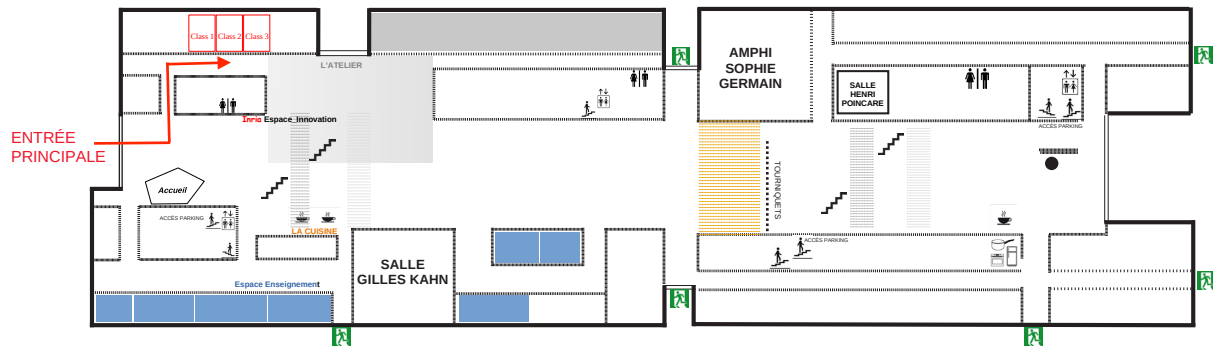 Class 1
Class 2
Class 3
L'ATELIER
AMPHI
SOPHIE
GERMAIN
SALLE
HENRI
POINCARE
Inria Espace_Innovation
ACCÈS PARKING
ENTRÉE
PRINCIPALE
TOURNIQUETS
Accueil
ACCÈS PARKING
LA CUISINE
ACCÈS PARKING
SALLE
GILLES KAHN
Espace Enseignement